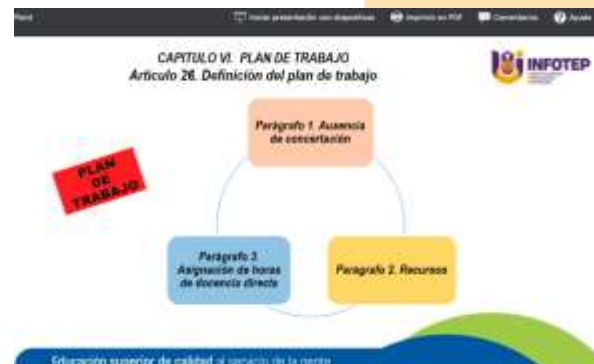 Iniciar presentación con diapositivas Imprimir en PDF Comentarios Ayuda
CAPITULO VI. PLAN DE TRABAJO
Artículo 26. Definición del plan de trabajo
INFOTEP
Parágrafo 1. Ausencia
de concertación
PLAN
DE
TRABAJO
Parágrafo 3.
Asignación de horas
de docencia directa
Parágrafo 2. Recursos
Educación superior de calidad al servicio de la gente